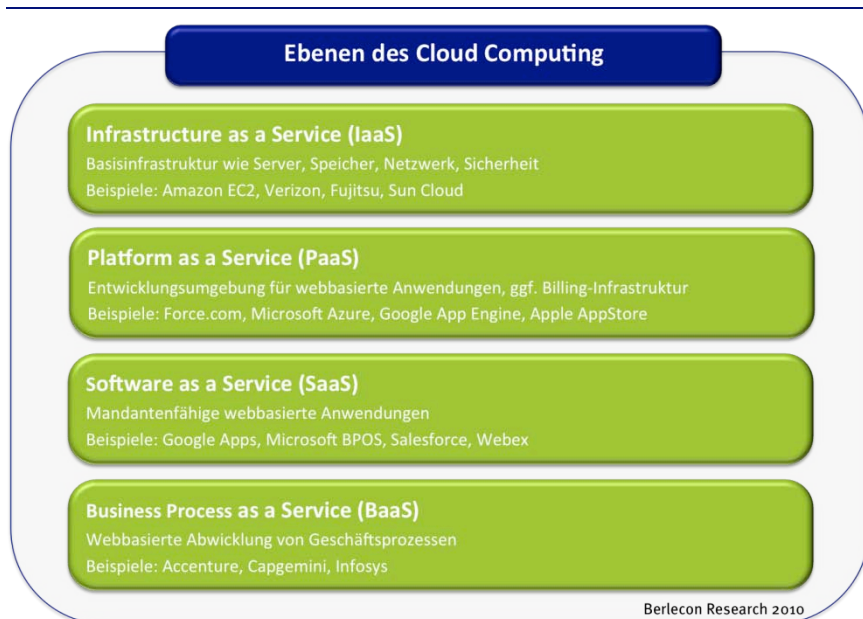 Ebenen des Cloud Computing
Infrastructure as a Service (IaaS)
Basisinfrastruktur wie Server, Speicher, Netzwerk, Sicherheit
Beispiele: Amazon EC2, Verizon, Fujitsu, Sun Cloud
Platform as a Service (PaaS)
Entwicklungsumgebung für webbasierte Anwendungen, ggf. Billing-Infrastruktur
Beispiele: Force.com, Microsoft Azure, Google App Engine, Apple AppStore
Software as a Service (SaaS)
Mandantenfähige webbasierte Anwendungen
Beispiele: Google Apps, Microsoft BPOS, Salesforce, Webex
Business Process as a Service (BaaS)
Webbasierte Abwicklung von Geschäftsprozessen
Beispiele: Accenture, Capgemini, Infosys
Berlecon Research 2010